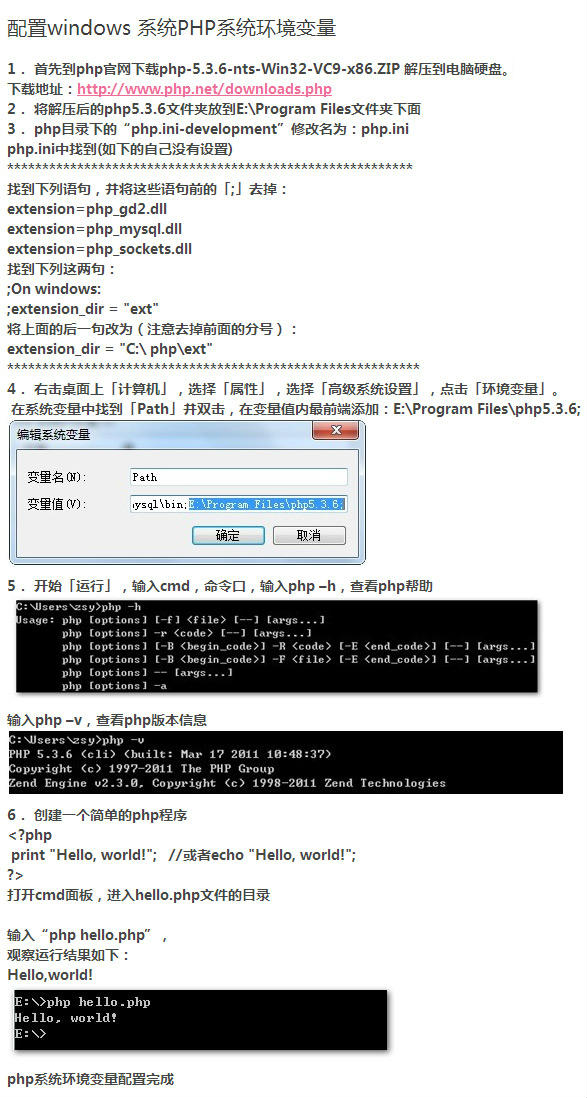 配置windows 系统PHP系统环境变量
1． 首先到php官网下载php-5.3.6-nts-Win32-VC9-x86.ZIP 解压到电脑硬盘。
下载地址：http://www.php.net/downloads.php
2． 将解压后的php5.3.6文件夹放到E:\Program Files文件夹下面
3． php目录下的“php.ini-development”修改名为：php.ini
php.ini中找到(如下的自己没有设置)
**********************************************************
找到下列语句，并将这些语句前的「;」去掉：
extension=php_gd2.dll
extension=php_mysql.dll
extension=php_sockets.dll
找到下列这两句：
;On windows:
;extension_dir = "ext"
将上面的后一句改为（注意去掉前面的分号）：
extension_dir = "C:\ php\ext"
***********************************************************
4． 右击桌面上「计算机」，选择「属性」，选择「高级系统设置」，点击「环境变量」。
在系统变量中找到「Path」并双击，在变量值内最前端添加：E:\Program Files\php5.3.6;
编辑系统变量
变量名(N):
Path
变量值(V):
ysql\bin;E:\Program Files\php5.3.6;
确定
取消
5． 开始「运行」，输入cmd，命令口，输入php –h，查看php帮助
C:\Users\zsy>php -h
Usage: php [options] [-f] <file> [--] [args...]
php [options] -r <code> [--] [args...]
php [options] [-B <begin_code>] -R <code> [-E <end_code>] [--] [args...]
php [options] [-B <begin_code>] -F <file> [-E <end_code>] [--] [args...]
php [options] -- [args...]
php [options] -a
输入php –v，查看php版本信息
C:\Users\zsy>php -v
PHP 5.3.6 (cli) (built: Mar 17 2011 10:48:37)
Copyright (c) 1997-2011 The PHP Group
Zend Engine v2.3.0, Copyright (c) 1998-2011 Zend Technologies
6． 创建一个简单的php程序
<?php
print "Hello, world!"; //或者echo "Hello, world!";
?>
打开cmd面板，进入hello.php文件的目录
输入“php hello.php”，
观察运行结果如下：
Hello,world!
E:\>php hello.php
Hello, world!
E:\>
php系统环境变量配置完成